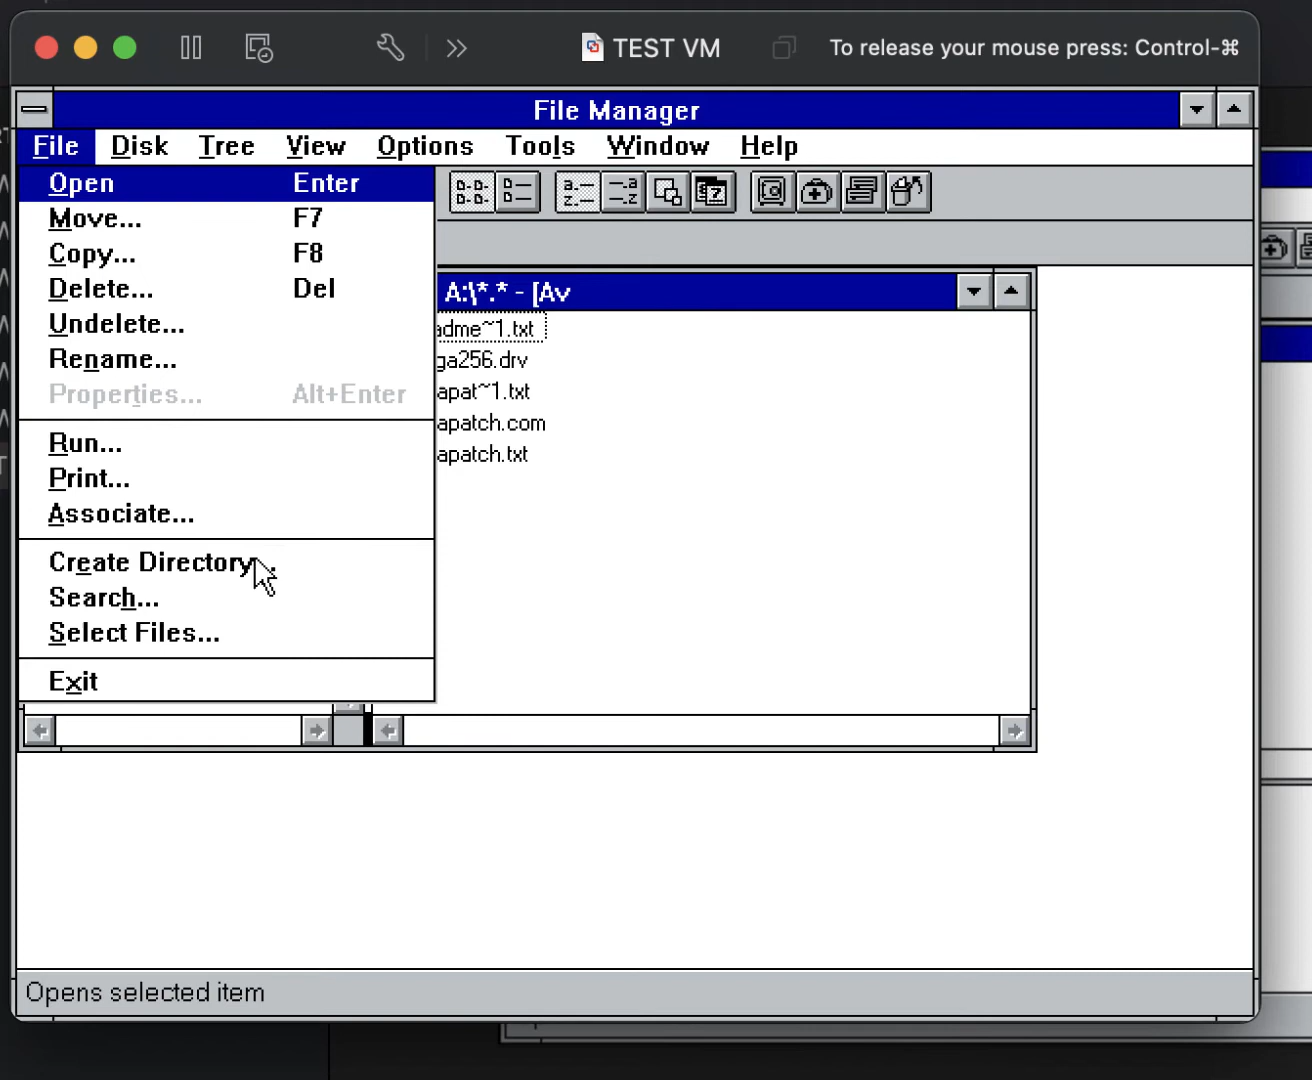 TEST VM
To release your mouse press: Control-⌘
File Manager
File Disk Tree View Options Tools Window Help
Open Enter
Move... F7
Copy... F8
Delete... Del
Undelete...
Rename...
Properties... Alt+Enter
Run...
Print...
Associate...
Create Directory
Search...
Select Files...
Exit
A:\*.* - [Av
adme~1.txt
ga256.drv
apat~1.txt
apatch.com
apatch.txt
Opens selected item